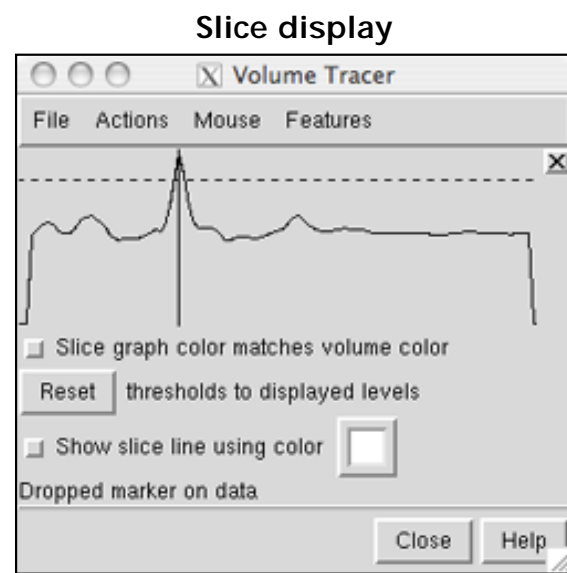 Slice display
Volume Tracer
File Actions Mouse Features
Slice graph color matches volume color
Reset thresholds to displayed levels
Show slice line using color
Dropped marker on data
Close Help